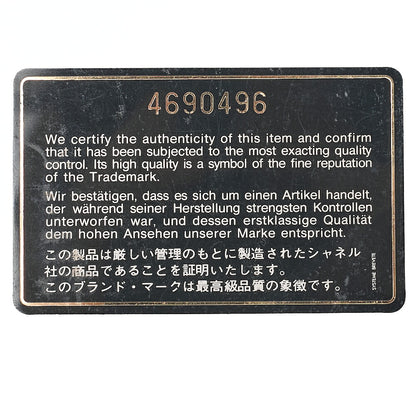 4690496
We certify the authenticity of this item and confirm
that it has been subjected to the most exacting quality
control. Its high quality is a symbol of the fine reputation
of the Trademark.
Wir bestätigen, dass es sich um einen Artikel handelt,
der während seiner Herstellung strengsten Kontrollen
unterworfen war, und dessen erstklassige Qualität
dem hohen Ansehen unserer Marke entspricht.
この製品は厳しい管理のもとに製造されたシャネル
社の商品であることを証明いたします。
このブランド・マークは最高級品質の象徴です。
SYSTEME BREVETE